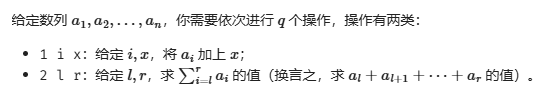 给定数列 a₁, a₂, …, aₙ，你需要依次进行 q 个操作，操作有两类：
• 1 i x：给定 i, x，将 aᵢ 加上 x；
• 2 l r：给定 l, r，求 ∑ᵢ₌ₗʳ aᵢ 的值（换言之，求 aₗ + aₗ₊₁ + ⋯ + aᵣ 的值）。